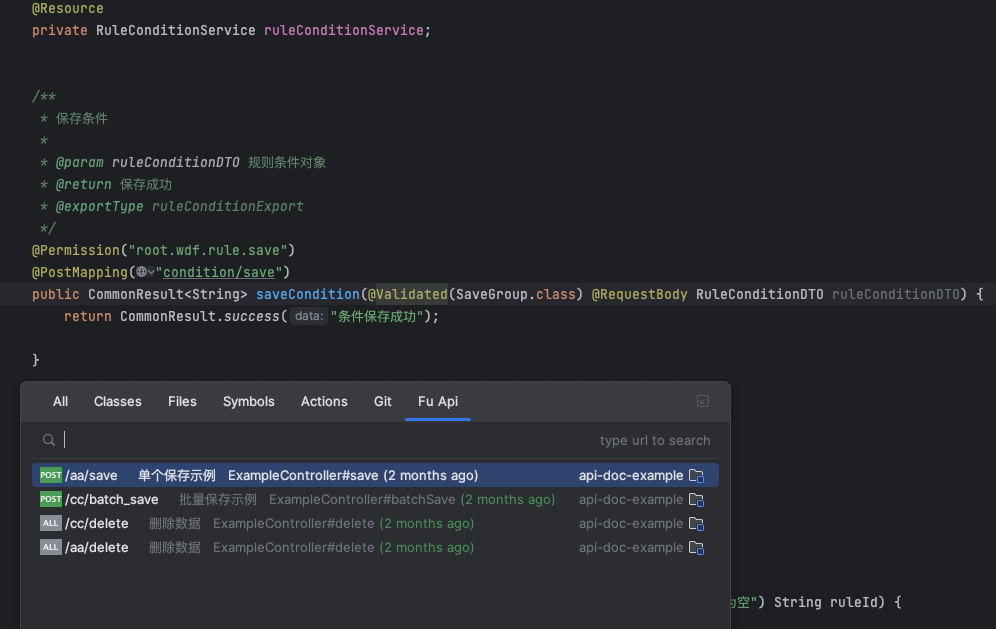 @Resource
private RuleConditionService ruleConditionService;
/**
* 保存条件
*
* @param ruleConditionDTO 规则条件对象
* @return 保存成功
* @exportType ruleConditionExport
*/
@Permission("root.wdf.rule.save")
@PostMapping("condition/save")
public CommonResult<String> saveCondition(@Validated(SaveGroup.class) @RequestBody RuleConditionDTO ruleConditionDTO) {
return CommonResult.success( data: "条件保存成功");
}
All Classes Files Symbols Actions Git Fu Api
type url to search
POST /aa/save 单个保存示例 ExampleController#save (2 months ago) api-doc-example
POST /cc/batch_save 批量保存示例 ExampleController#batchSave (2 months ago) api-doc-example
ALL /cc/delete 删除数据 ExampleController#delete (2 months ago) api-doc-example
ALL /aa/delete 删除数据 ExampleController#delete (2 months ago) api-doc-example
空") String ruleId) {